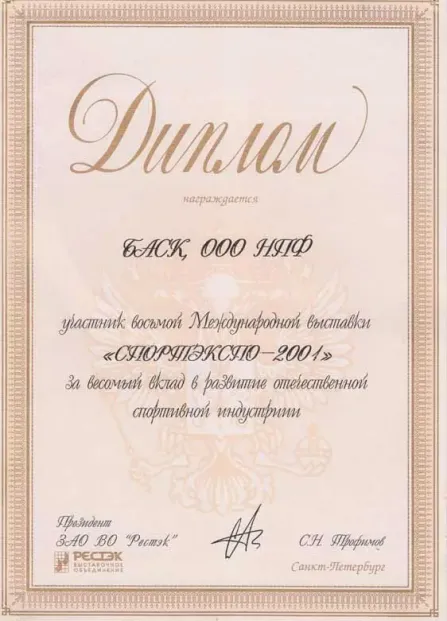 Диплом
награждается
БАСК, ООО НПФ
участник восьмой Международной выставки
«СПОРТЭКСПО-2001»
за весомый вклад в развитие отечественной
спортивной индустрии
Президент
ЗАО ВО "Рестэк"
С.Н. Трофимов
РЕСТЭК
ВЫСТАВОЧНОЕ
ОБЪЕДИНЕНИЕ
Санкт-Петербург